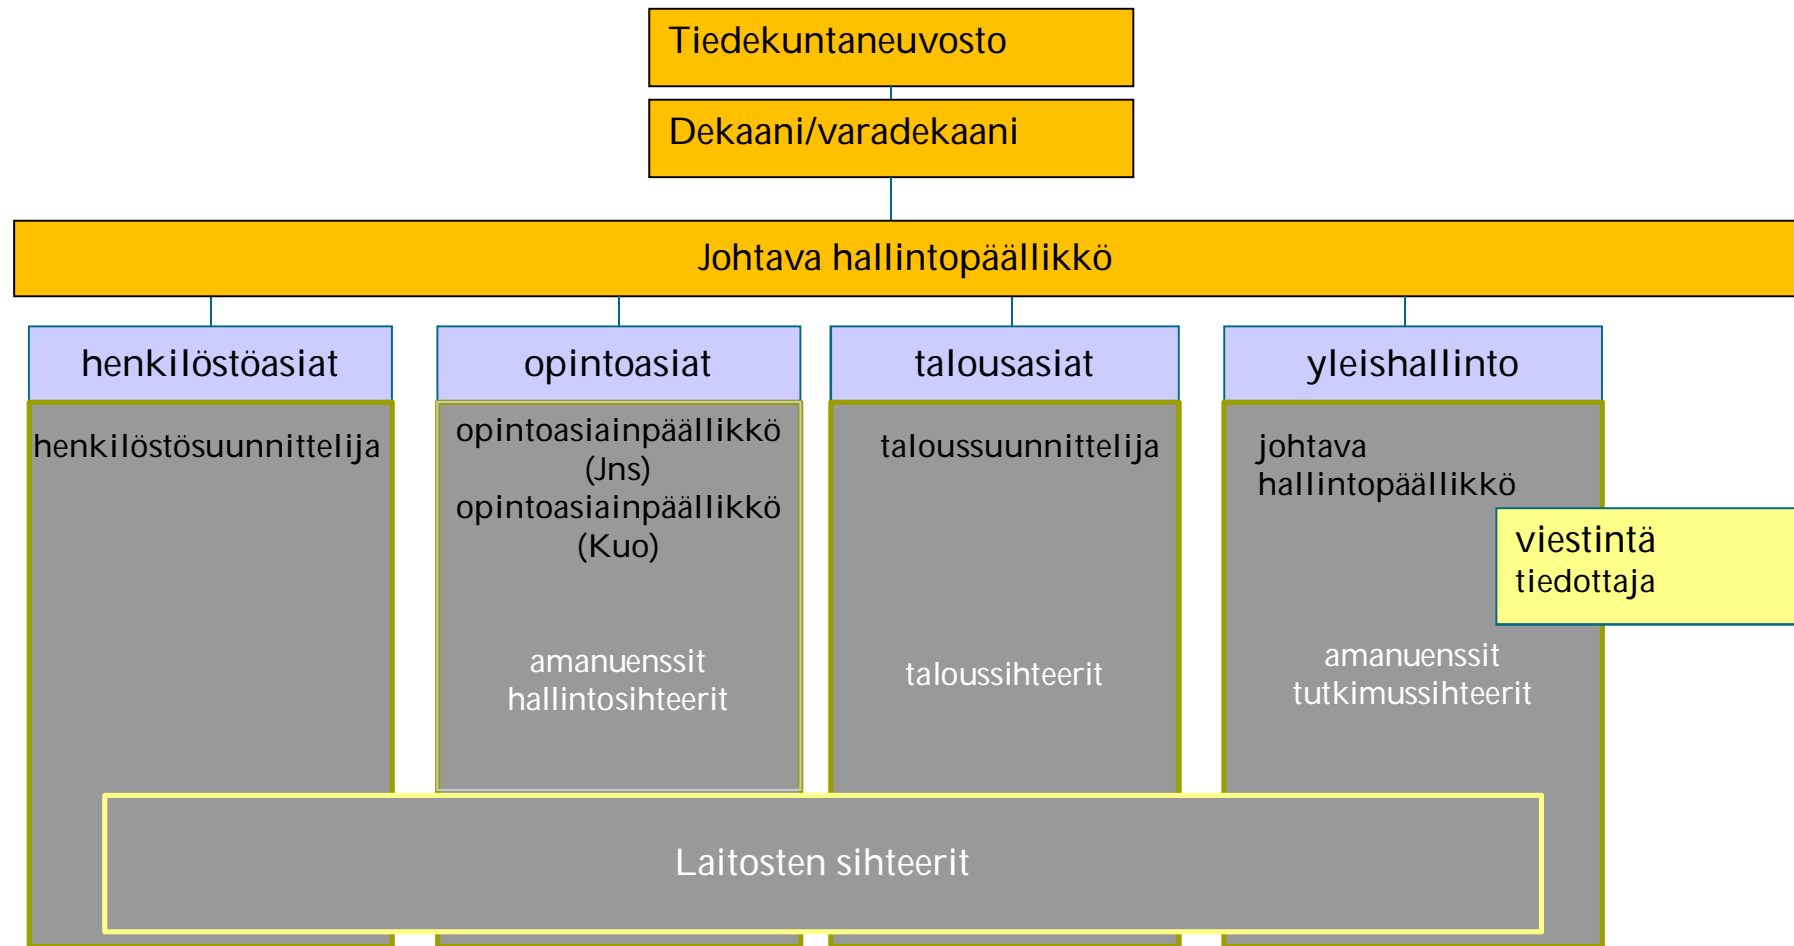 Tiedekuntaneuvosto
Dekaani/varadekaani
Johtava hallintopäällikkö
henkilöstöasiat
henkilöstösuunnittelija
opintoasiat
opintoasiainpäällikkö
(Jns)
opintoasiainpäällikkö
(Kuo)
amanuenssit
hallintosihteerit
talousasiat
taloussuunnittelija
taloussihteerit
yleishallinto
johtava
hallintopäällikkö
viestintä
tiedottaja
amanuenssit
tutkimussihteerit
Laitosten sihteerit